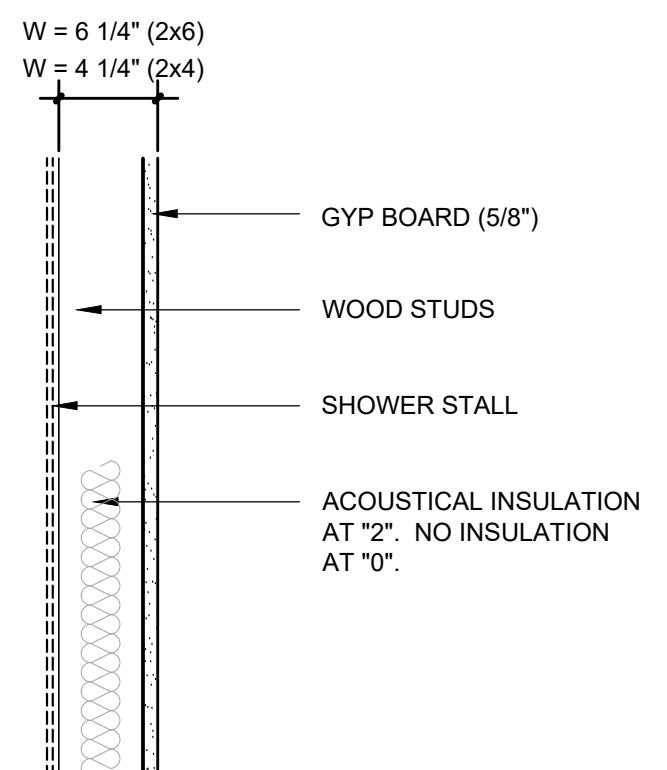 W = 6 1/4" (2x6)
W = 4 1/4" (2x4)
GYP BOARD (5/8")
WOOD STUDS
SHOWER STALL
ACOUSTICAL INSULATION
AT "2".  NO INSULATION
AT "0".